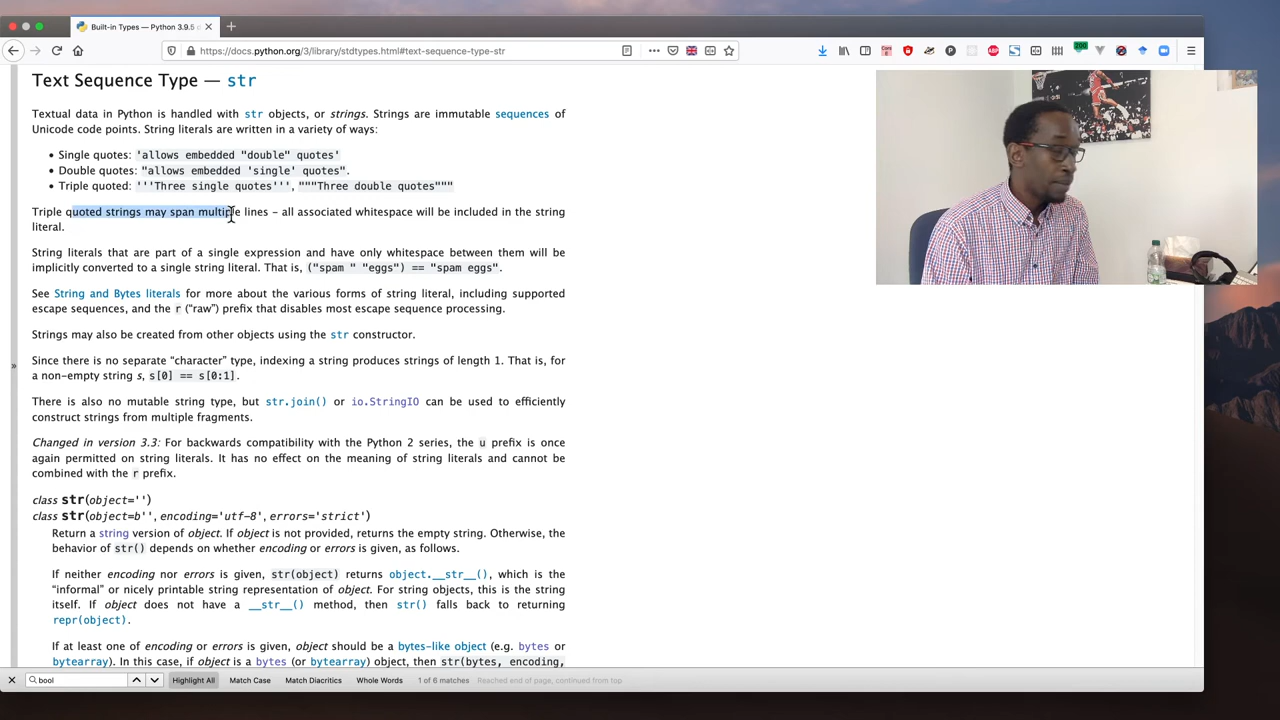 Built-in Types — Python 3.9.5 d
https://docs.python.org/3/library/stdtypes.html#text-sequence-type-str
200
ABP
Text Sequence Type — str
Textual data in Python is handled with str objects, or strings. Strings are immutable sequences of
Unicode code points. String literals are written in a variety of ways:
• Single quotes: 'allows embedded "double" quotes'
• Double quotes: "allows embedded 'single' quotes".
• Triple quoted: '''Three single quotes''', """Three double quotes"""
Triple quoted strings may span multiple lines - all associated whitespace will be included in the string
literal.
String literals that are part of a single expression and have only whitespace between them will be
implicitly converted to a single string literal. That is, ("spam " "eggs") == "spam eggs".
See String and Bytes literals for more about the various forms of string literal, including supported
escape sequences, and the r (“raw”) prefix that disables most escape sequence processing.
Strings may also be created from other objects using the str constructor.
Since there is no separate “character” type, indexing a string produces strings of length 1. That is, for
a non-empty string s, s[0] == s[0:1].
There is also no mutable string type, but str.join() or io.StringIO can be used to efficiently
construct strings from multiple fragments.
Changed in version 3.3: For backwards compatibility with the Python 2 series, the u prefix is once
again permitted on string literals. It has no effect on the meaning of string literals and cannot be
combined with the r prefix.
class str(object='')
class str(object=b'', encoding='utf-8', errors='strict')
Return a string version of object. If object is not provided, returns the empty string. Otherwise, the
behavior of str() depends on whether encoding or errors is given, as follows.
If neither encoding nor errors is given, str(object) returns object.__str__(), which is the
“informal” or nicely printable string representation of object. For string objects, this is the string
itself. If object does not have a __str__() method, then str() falls back to returning
repr(object).
If at least one of encoding or errors is given, object should be a bytes-like object (e.g. bytes or
bytearray). In this case, if object is a bytes (or bytearray) object, then str(bytes, encoding,
bool
Highlight All
Match Case
Match Diacritics
Whole Words
1 of 6 matches
Reached end of page, continued from top